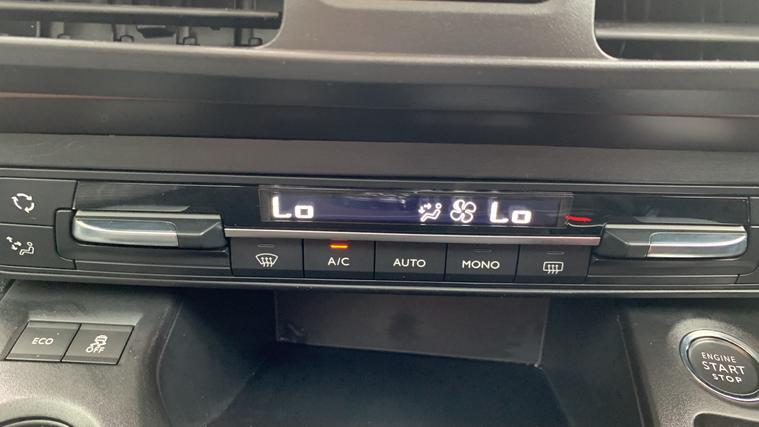 Lo Lo
A/C AUTO MONO
ECO OFF
ENGINE
START
STOP